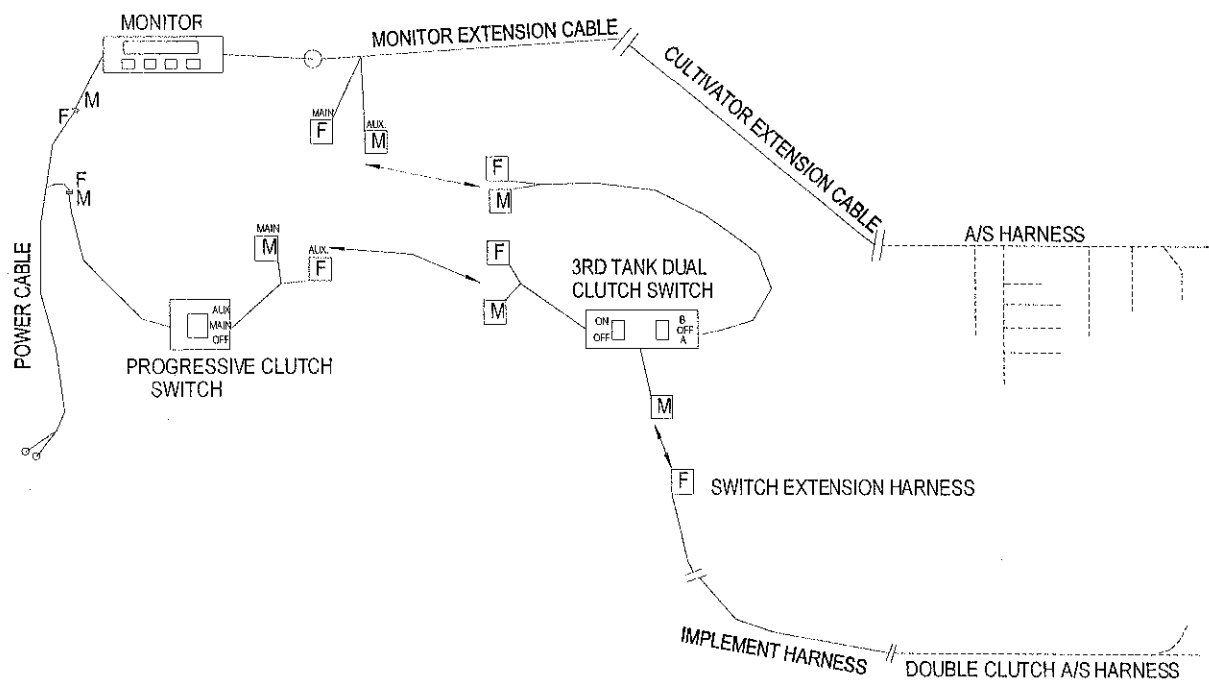 MONITOR
MONITOR EXTENSION CABLE
CULTIVATOR EXTENSION CABLE
M
F
MAIN
F
AUX.
M
F
M
F
M
A/S HARNESS
MAIN
M
AUX.
F
F
M
3RD TANK DUAL
CLUTCH SWITCH
POWER CABLE
AUX
MAIN
OFF
ON
OFF
B
OFF
A
PROGRESSIVE CLUTCH
SWITCH
M
F
SWITCH EXTENSION HARNESS
IMPLEMENT HARNESS
DOUBLE CLUTCH A/S HARNESS